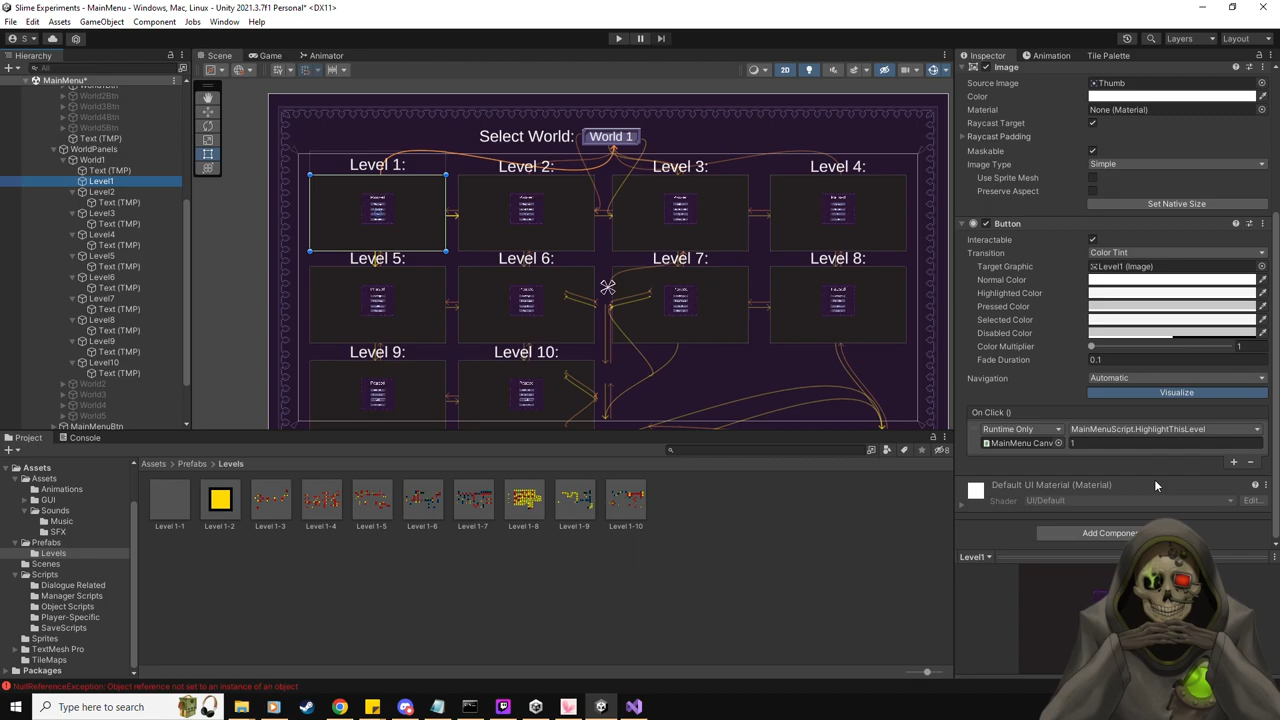 Slime Experiments - MainMenu - Windows, Mac, Linux - Unity 2021.3.7f1 Personal* <DX11>
File Edit Assets GameObject Component Jobs Window Help
S Layers Layout
Hierarchy
All
MainMenu*
World2Btn
World3Btn
World4Btn
World5Btn
Text (TMP)
WorldPanels
World1
Text (TMP)
Level1
Level2
Text (TMP)
Level3
Text (TMP)
Level4
Text (TMP)
Level5
Text (TMP)
Level6
Text (TMP)
Level7
Text (TMP)
Level8
Text (TMP)
Level9
Text (TMP)
Level10
Text (TMP)
World2
World3
World4
World5
MainMenuBtn
Scene Game Animator
2D
Select World: World 1
Level 1: Level 2: Level 3: Level 4:
Level 5: Level 6: Level 7: Level 8:
Level 9: Level 10:
Inspector Animation Tile Palette
Image
Source Image Thumb
Color
Material None (Material)
Raycast Target
Raycast Padding
Maskable
Image Type Simple
Use Sprite Mesh
Preserve Aspect
Set Native Size
Button
Interactable
Transition Color Tint
Target Graphic Level1 (Image)
Normal Color
Highlighted Color
Pressed Color
Selected Color
Disabled Color
Color Multiplier 1
Fade Duration 0.1
Navigation Automatic
Visualize
On Click ()
Runtime Only MainMenuScript.HighlightThisLevel
MainMenu Canv 1
Default UI Material (Material)
Shader UI/Default Edit...
Add Component
Level1
Project Console
8
Assets
Assets
Animations
GUI
Sounds
Music
SFX
Prefabs
Levels
Scenes
Scripts
Dialogue Related
Manager Scripts
Object Scripts
Player-Specific
SaveScripts
Sprites
TextMesh Pro
TileMaps
Packages
Assets > Prefabs > Levels
Level 1-1 Level 1-2 Level 1-3 Level 1-4 Level 1-5 Level 1-6 Level 1-7 Level 1-8 Level 1-9 Level 1-10
NullReferenceException: Object reference not set to an instance of an object
Type here to search